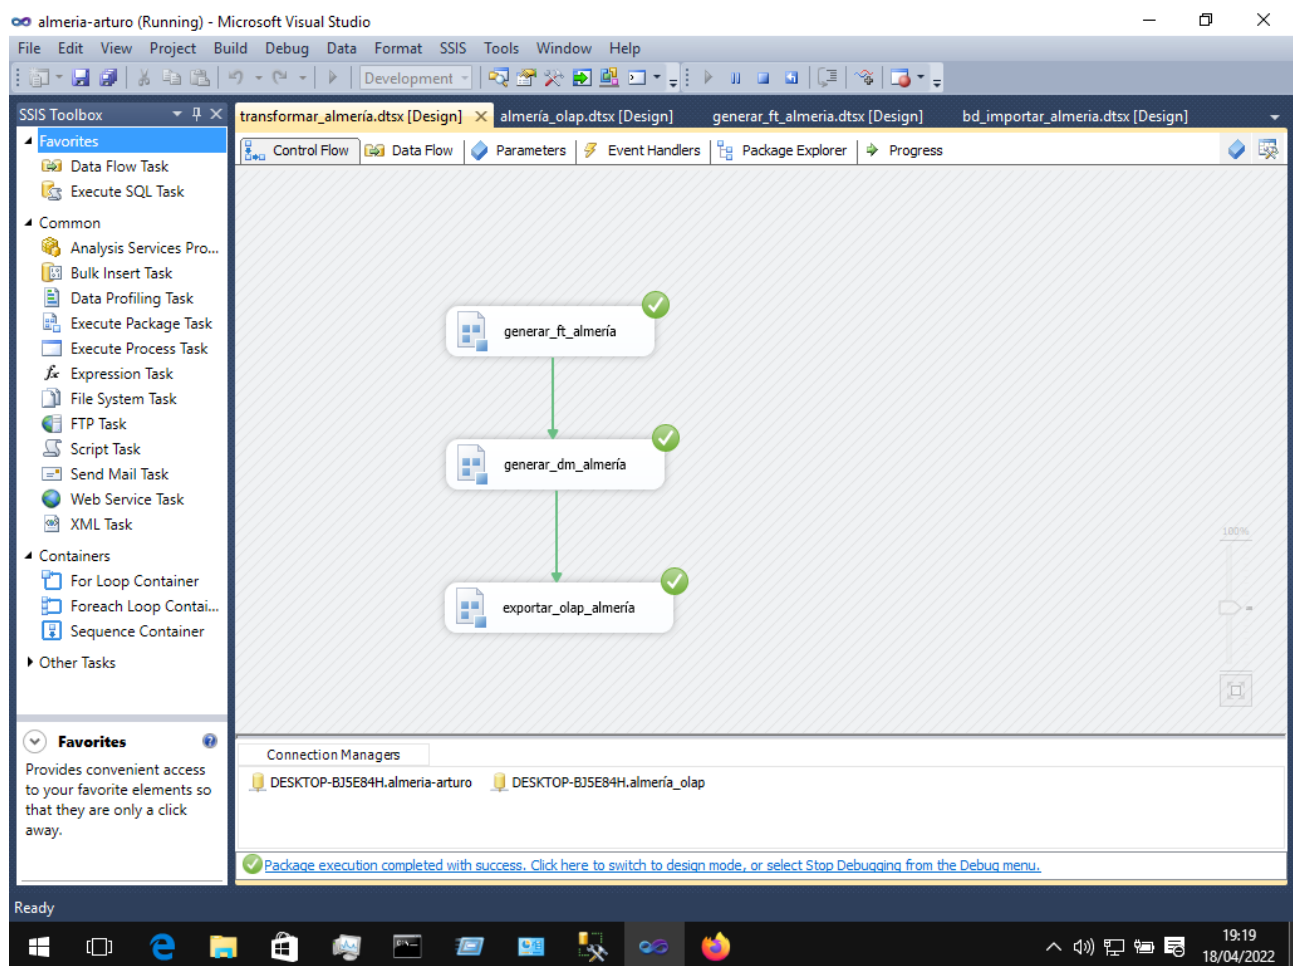 almeria-arturo (Running) - Microsoft Visual Studio
File Edit View Project Build Debug Data Format SSIS Tools Window Help
Development
SSIS Toolbox
transformar_almería.dtsx [Design] almería_olap.dtsx [Design] generar_ft_almeria.dtsx [Design] bd_importar_almeria.dtsx [Design]
Control Flow Data Flow Parameters Event Handlers Package Explorer Progress
Favorites
Data Flow Task
Execute SQL Task
Common
Analysis Services Pro...
Bulk Insert Task
Data Profiling Task
Execute Package Task
Execute Process Task
Expression Task
File System Task
FTP Task
Script Task
Send Mail Task
Web Service Task
XML Task
Containers
For Loop Container
Foreach Loop Contai...
Sequence Container
Other Tasks
generar_ft_almería
generar_dm_almería
exportar_olap_almería
100%
Favorites
Provides convenient access
to your favorite elements so
that they are only a click
away.
Connection Managers
DESKTOP-BJ5E84H.almeria-arturo DESKTOP-BJ5E84H.almería_olap
Package execution completed with success. Click here to switch to design mode, or select Stop Debugging from the Debug menu.
Ready
19:19
18/04/2022